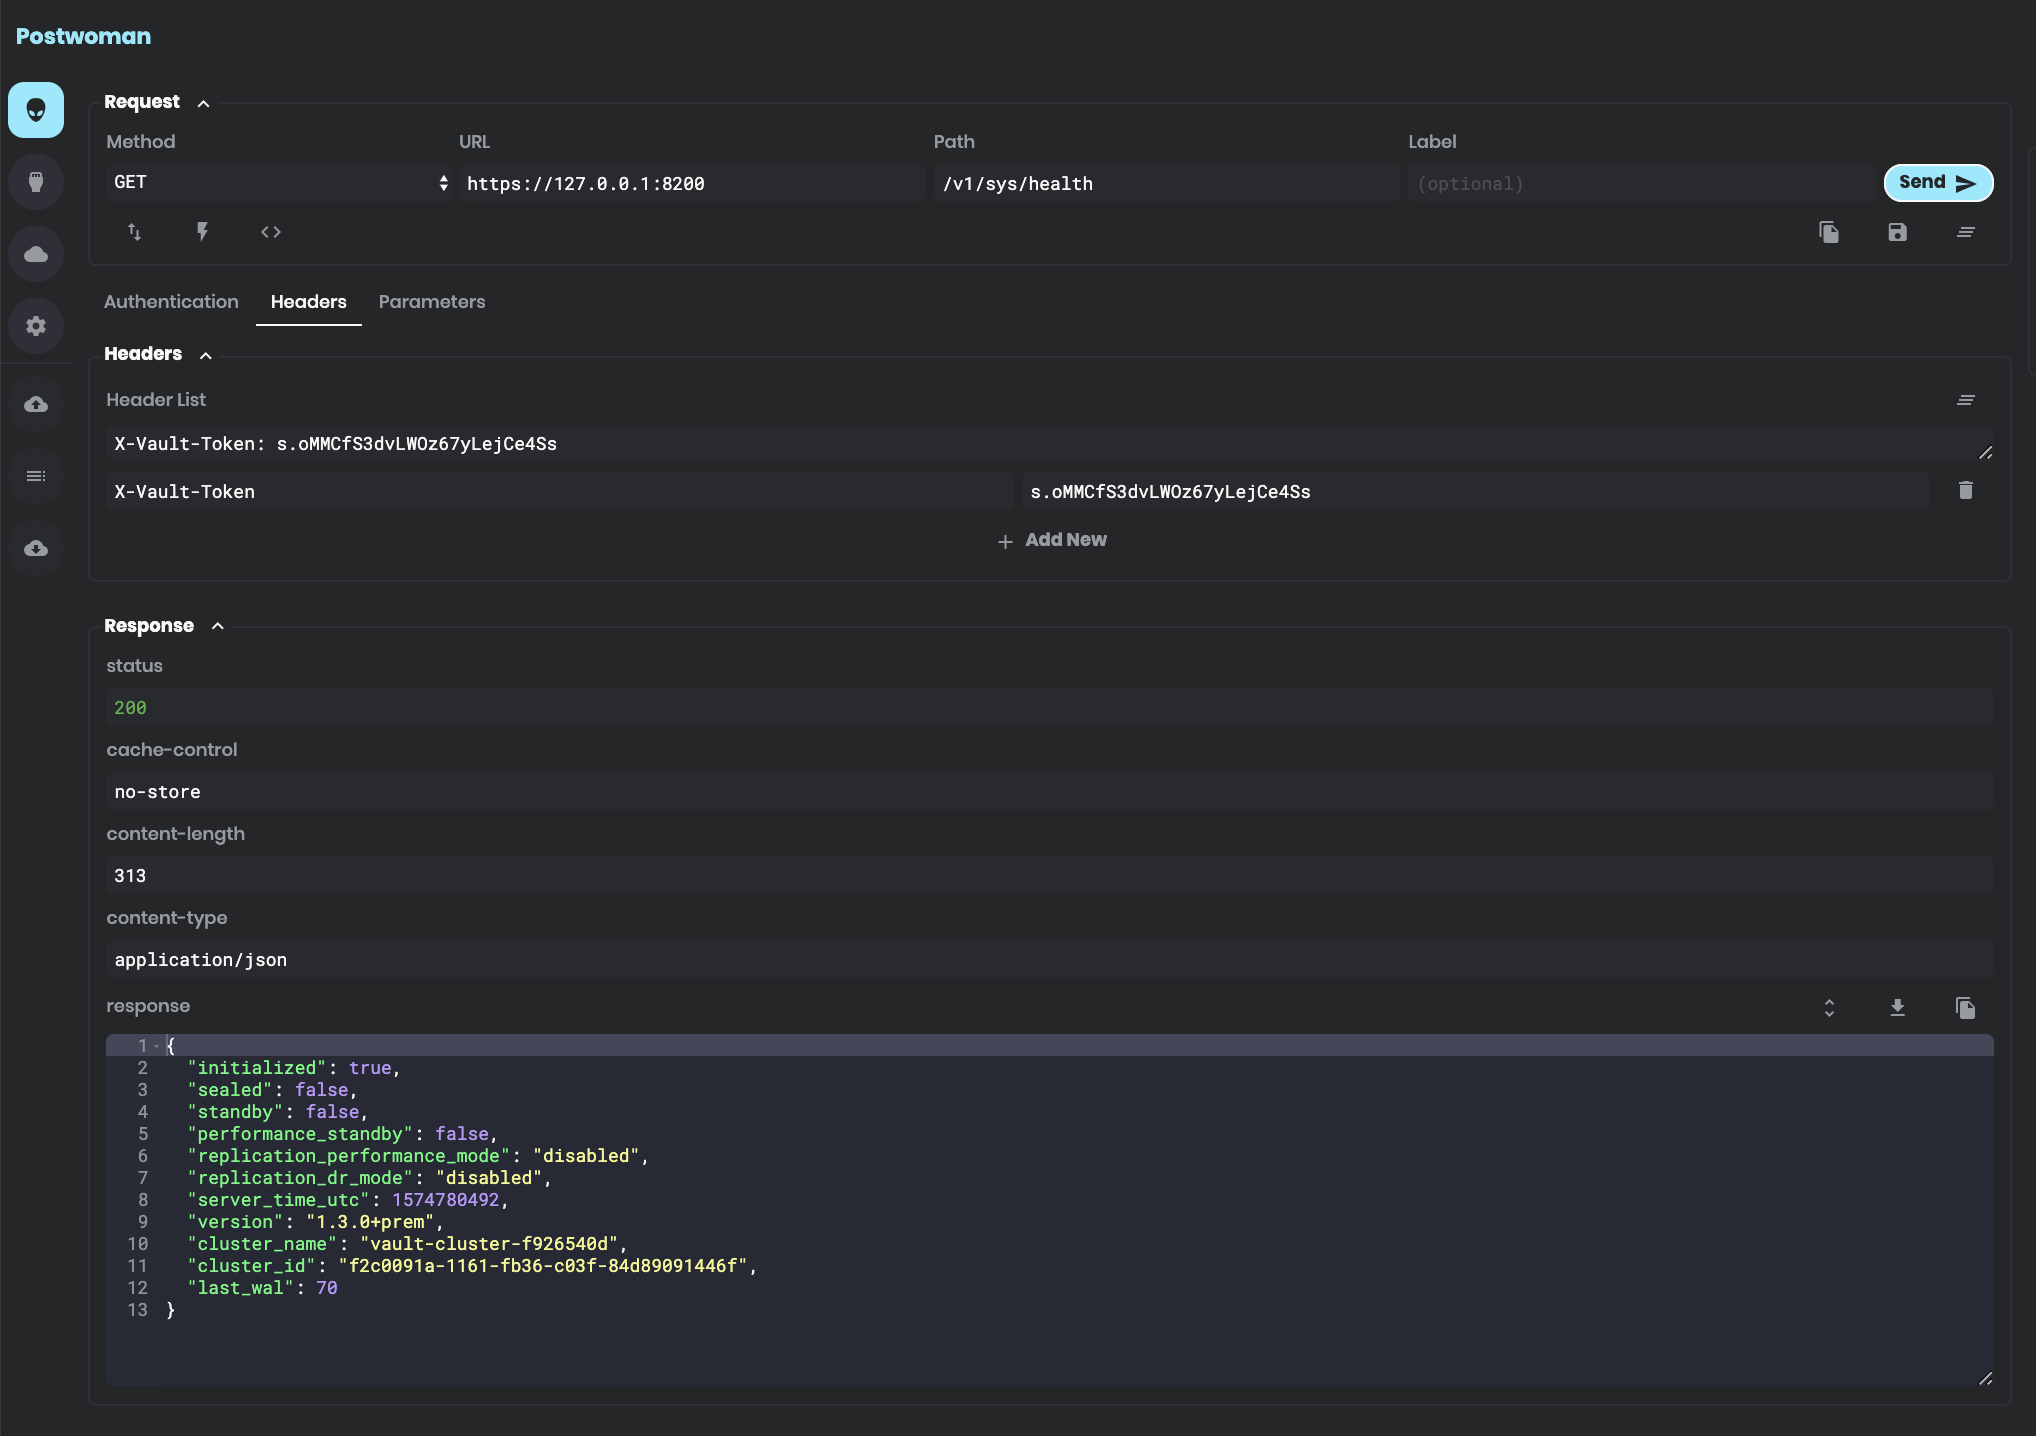 Postwoman
Request
Method URL Path Label
GET https://127.0.0.1:8200 /v1/sys/health (optional) Send
Authentication Headers Parameters
Headers
Header List
X-Vault-Token: s.oMMCfS3dvLWOz67yLejCe4Ss
X-Vault-Token s.oMMCfS3dvLWOz67yLejCe4Ss
+ Add New
Response
status
200
cache-control
no-store
content-length
313
content-type
application/json
response
1 {
2 "initialized": true,
3 "sealed": false,
4 "standby": false,
5 "performance_standby": false,
6 "replication_performance_mode": "disabled",
7 "replication_dr_mode": "disabled",
8 "server_time_utc": 1574780492,
9 "version": "1.3.0+prem",
10 "cluster_name": "vault-cluster-f926540d",
11 "cluster_id": "f2c0091a-1161-fb36-c03f-84d89091446f",
12 "last_wal": 70
13 }